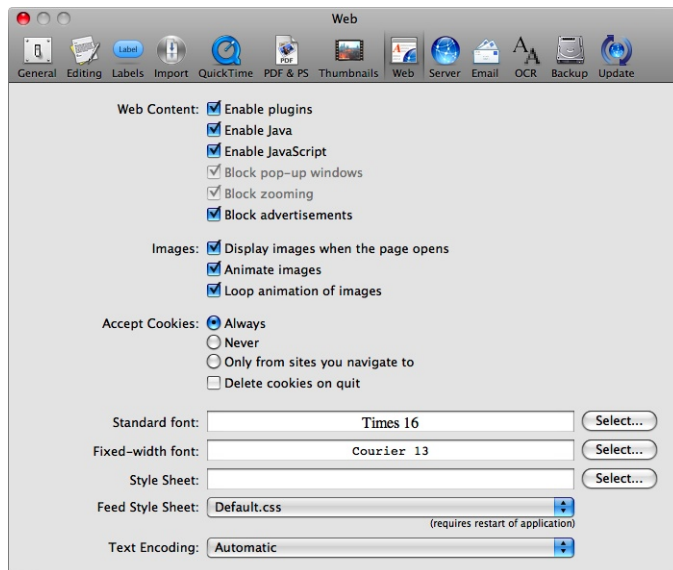 Web
General Editing Labels Import QuickTime PDF & PS Thumbnails Web Server Email OCR Backup Update
Label
PDF
AA
Web Content: Enable plugins
Enable Java
Enable JavaScript
Block pop-up windows
Block zooming
Block advertisements
Images: Display images when the page opens
Animate images
Loop animation of images
Accept Cookies: Always
Never
Only from sites you navigate to
Delete cookies on quit
Standard font: Times 16 Select...
Fixed-width font: Courier 13 Select...
Style Sheet: Select...
Feed Style Sheet: Default.css
(requires restart of application)
Text Encoding: Automatic